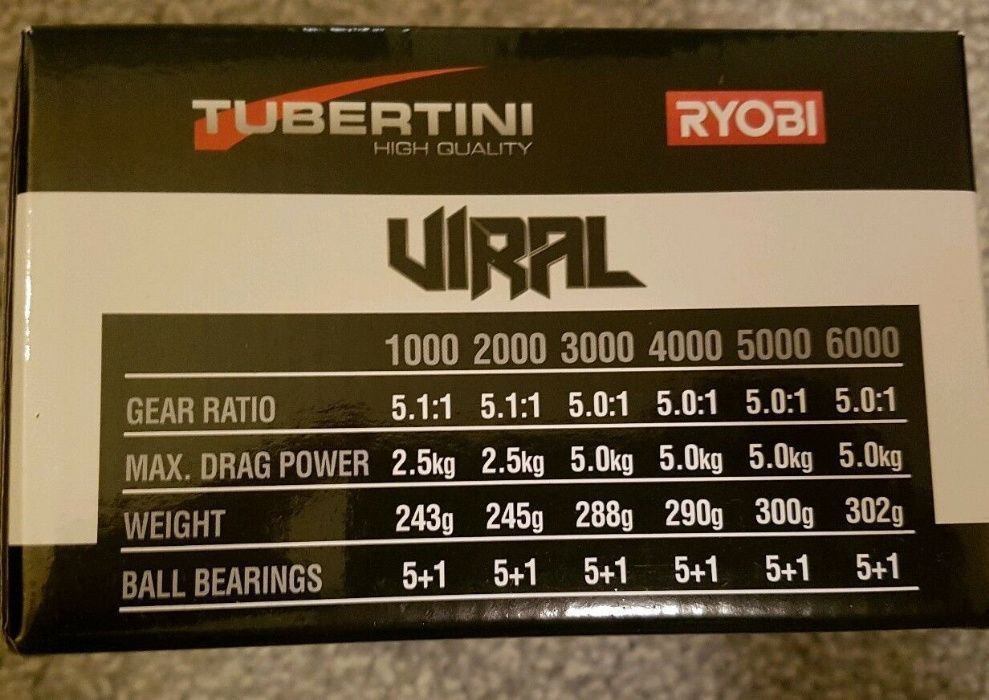 TUBERTINI
HIGH QUALITY
RYOBI
VIRAL
1000 2000 3000 4000 5000 6000
GEAR RATIO 5.1:1 5.1:1 5.0:1 5.0:1 5.0:1 5.0:1
MAX. DRAG POWER 2.5kg 2.5kg 5.0kg 5.0kg 5.0kg 5.0kg
WEIGHT 243g 245g 288g 290g 300g 302g
BALL BEARINGS 5+1 5+1 5+1 5+1 5+1 5+1